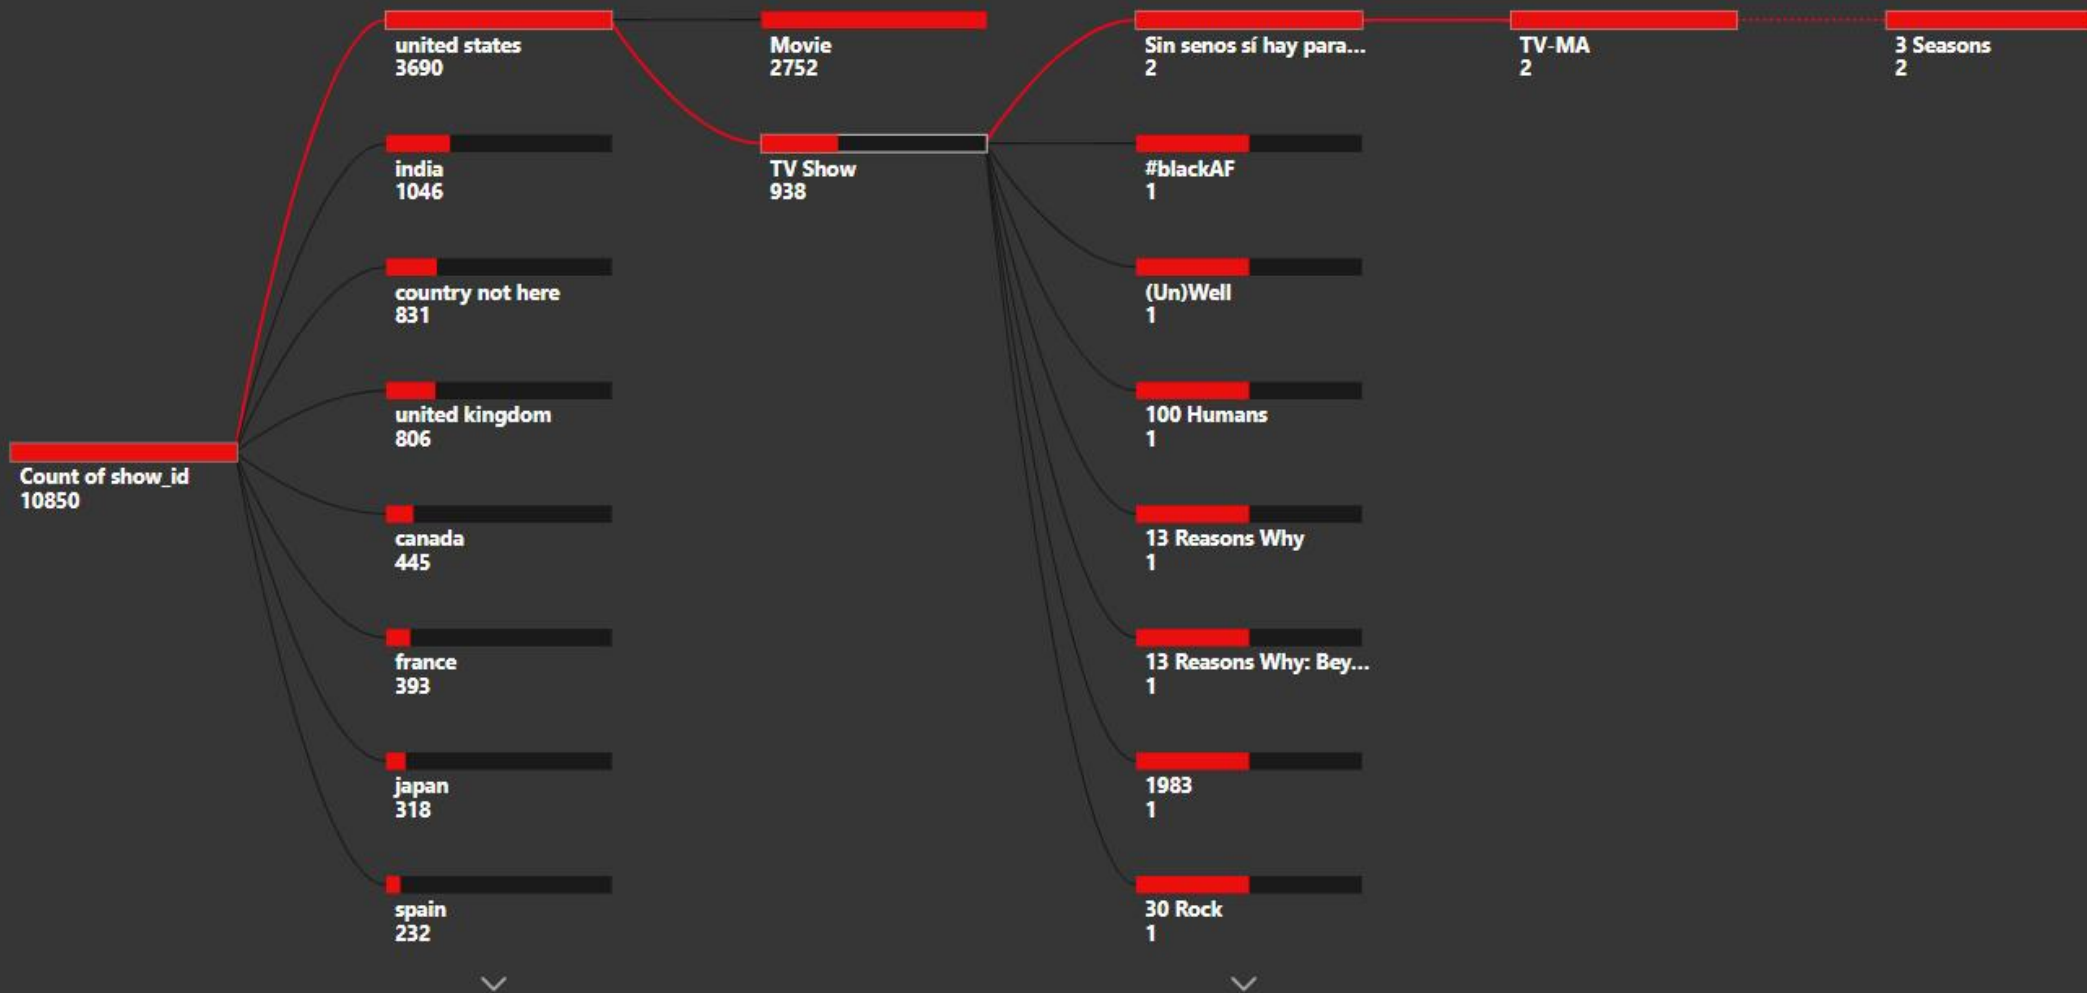 united states
3690
Movie
2752
Sin senos sí hay para...
2
TV-MA
2
3 Seasons
2
india
1046
TV Show
938
#blackAF
1
country not here
831
(Un)Well
1
united kingdom
806
100 Humans
1
Count of show_id
10850
canada
445
13 Reasons Why
1
france
393
13 Reasons Why: Bey...
1
japan
318
1983
1
spain
232
30 Rock
1